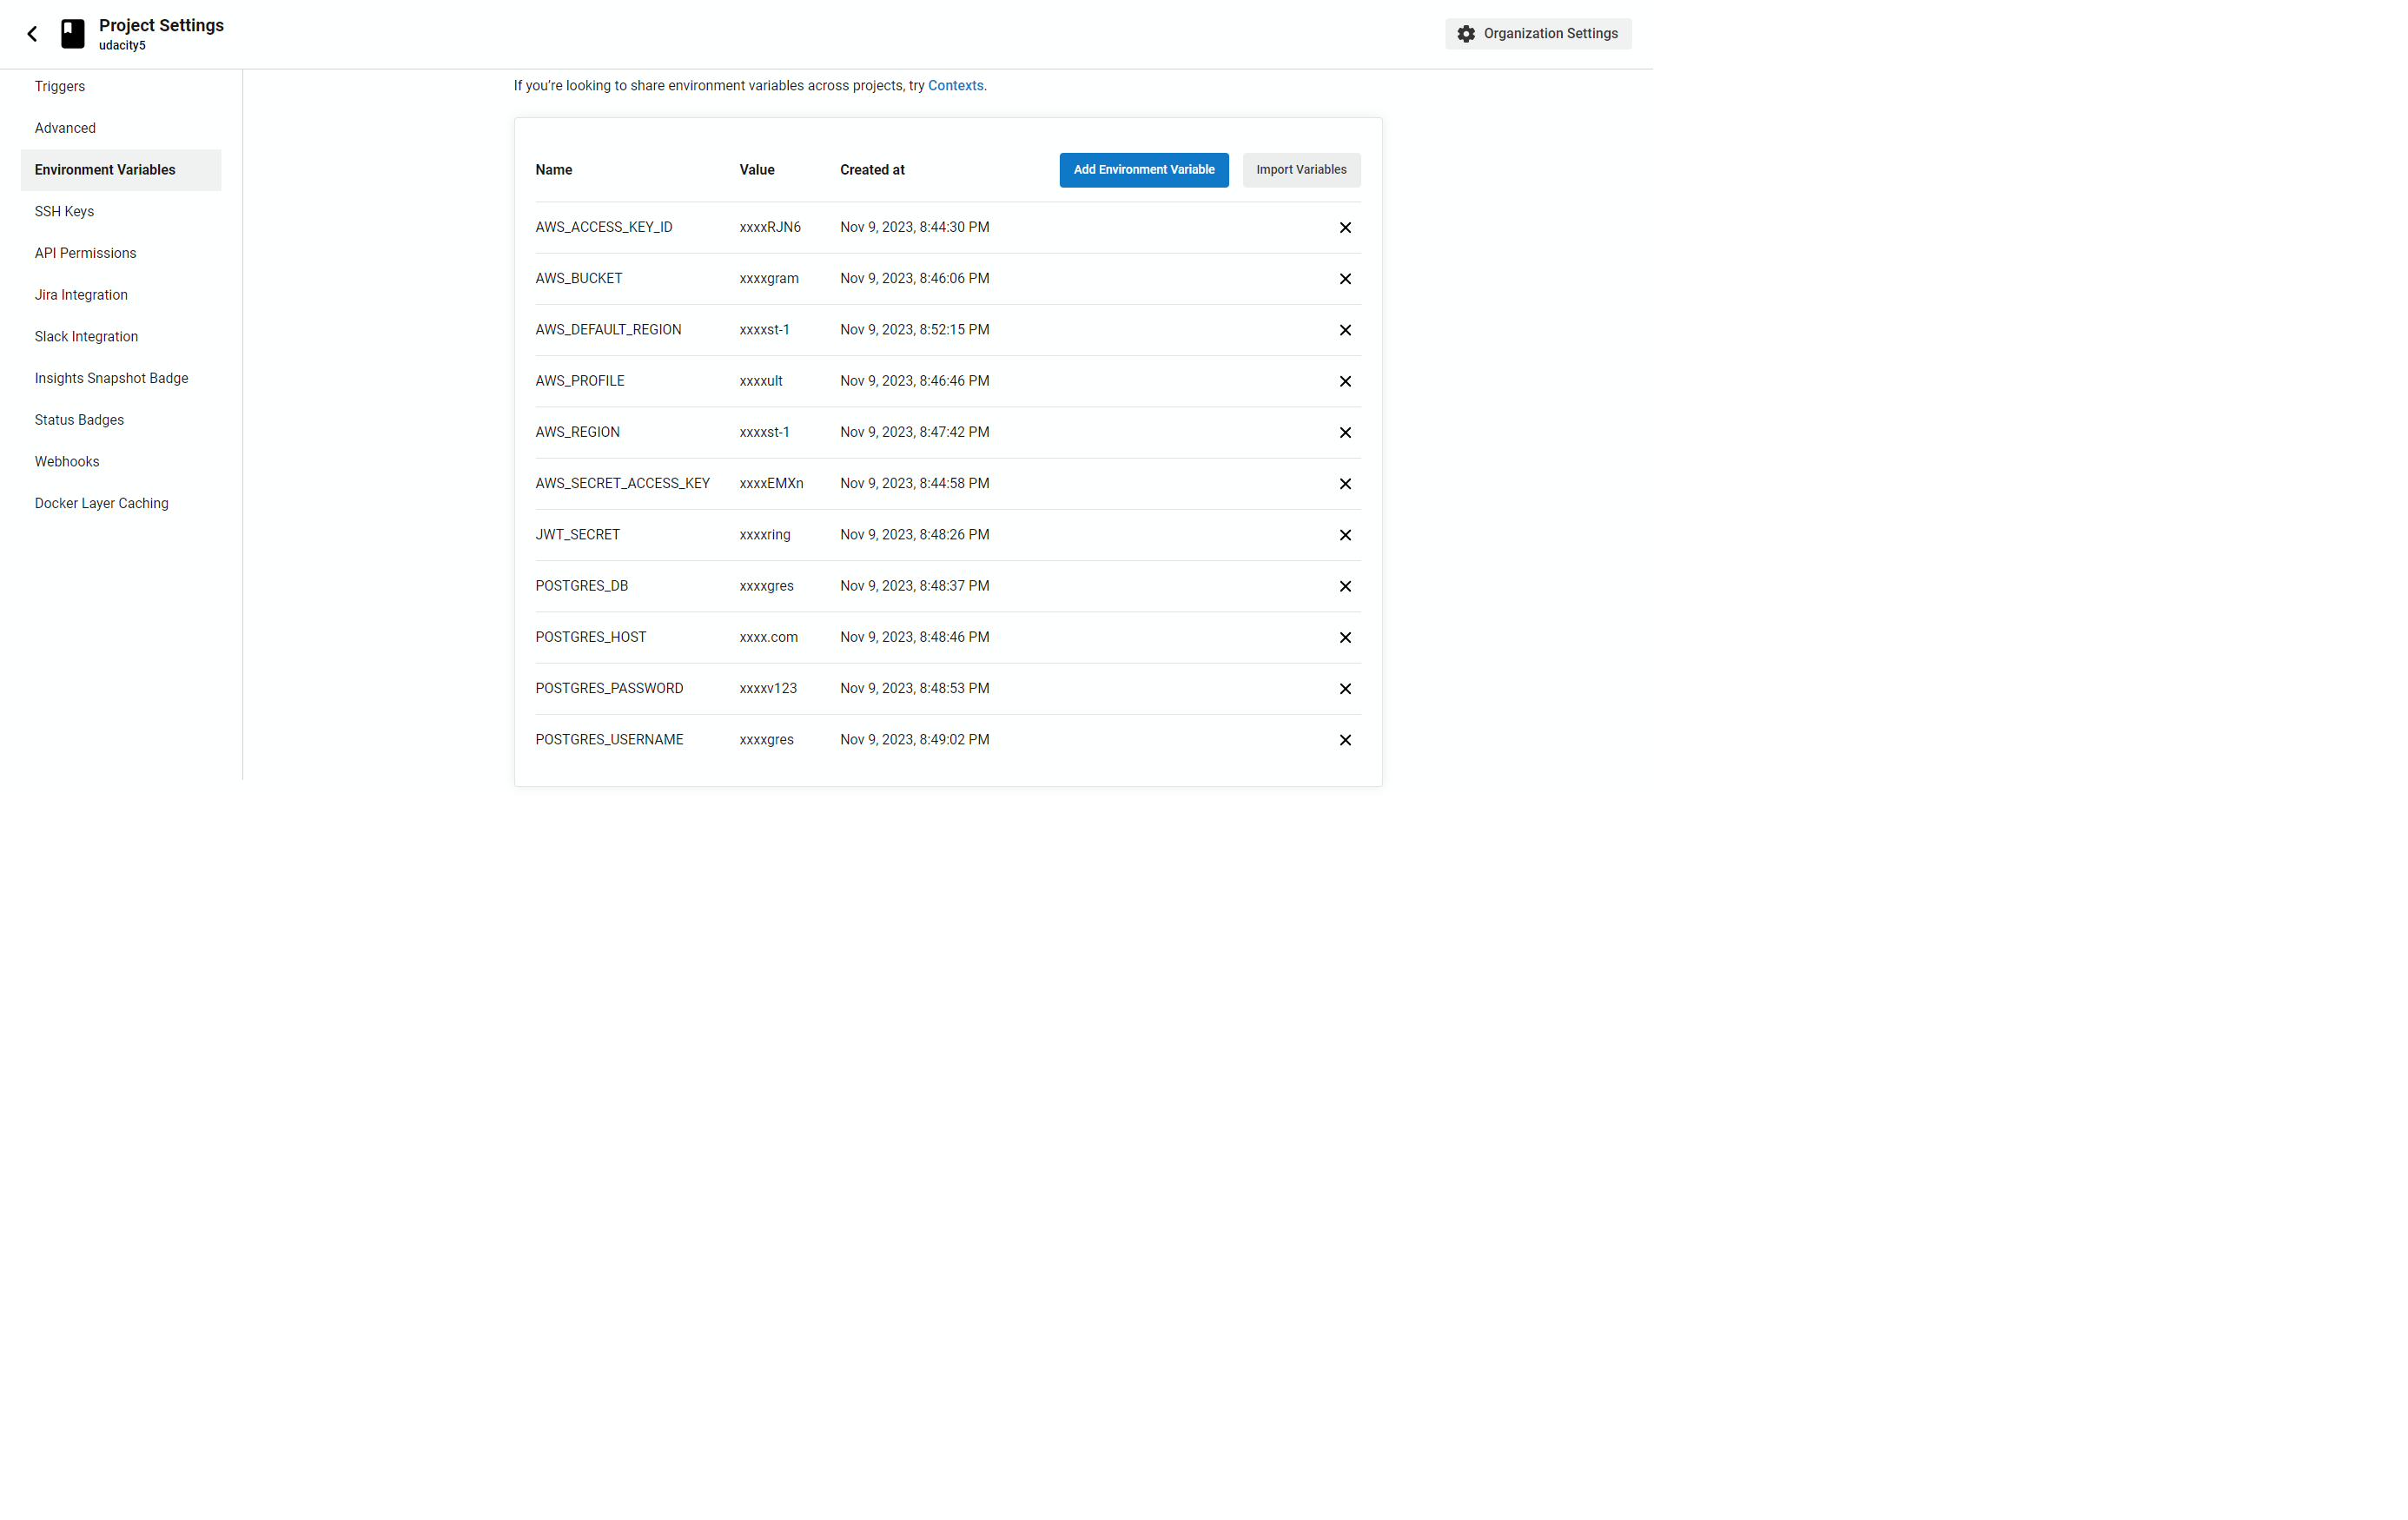 Project Settings
udacity5
Organization Settings
Triggers
Advanced
Environment Variables
SSH Keys
API Permissions
Jira Integration
Slack Integration
Insights Snapshot Badge
Status Badges
Webhooks
Docker Layer Caching
If you’re looking to share environment variables across projects, try Contexts.
Name Value Created at Add Environment Variable Import Variables
AWS_ACCESS_KEY_ID xxxxRJN6 Nov 9, 2023, 8:44:30 PM
AWS_BUCKET xxxxgram Nov 9, 2023, 8:46:06 PM
AWS_DEFAULT_REGION xxxxst-1 Nov 9, 2023, 8:52:15 PM
AWS_PROFILE xxxxult Nov 9, 2023, 8:46:46 PM
AWS_REGION xxxxst-1 Nov 9, 2023, 8:47:42 PM
AWS_SECRET_ACCESS_KEY xxxxEMXn Nov 9, 2023, 8:44:58 PM
JWT_SECRET xxxxring Nov 9, 2023, 8:48:26 PM
POSTGRES_DB xxxxgres Nov 9, 2023, 8:48:37 PM
POSTGRES_HOST xxxx.com Nov 9, 2023, 8:48:46 PM
POSTGRES_PASSWORD xxxxv123 Nov 9, 2023, 8:48:53 PM
POSTGRES_USERNAME xxxxgres Nov 9, 2023, 8:49:02 PM